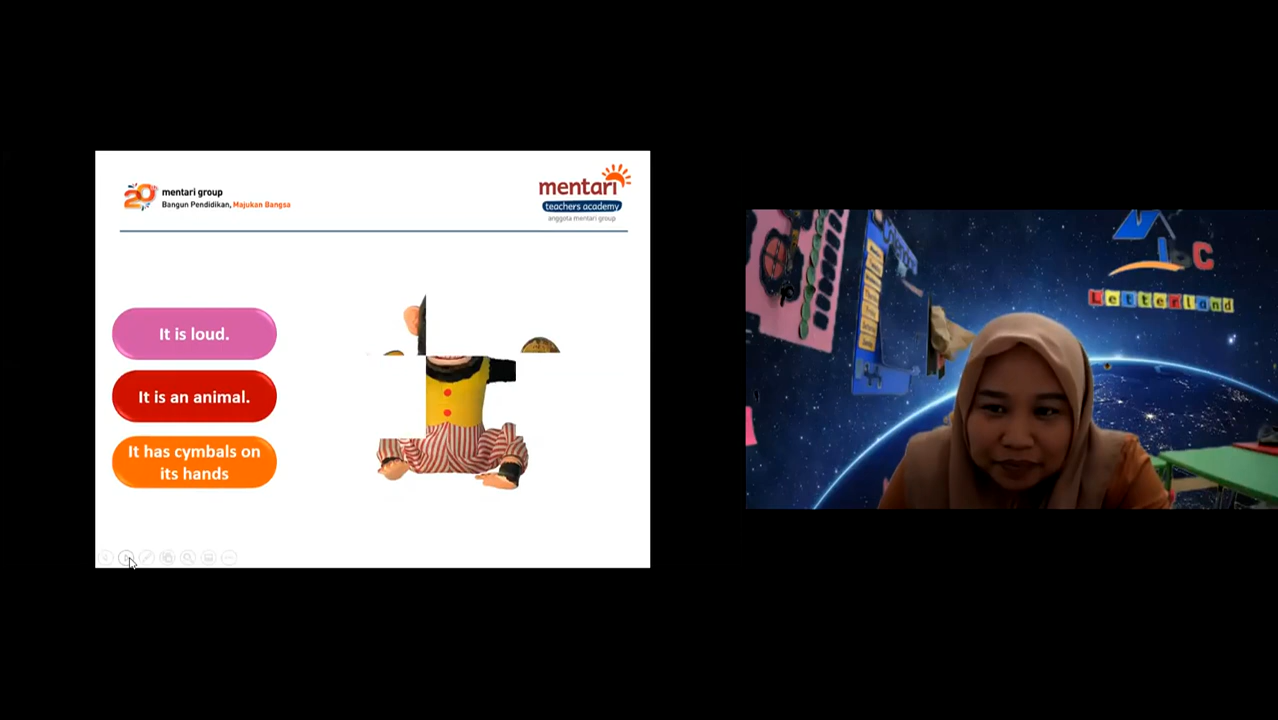 20
mentari group
Bangun Pendidikan, Majukan Bangsa
mentari
teachers academy
anggota mentari group
It is loud.
It is an animal.
It has cymbals on
its hands
Letterland